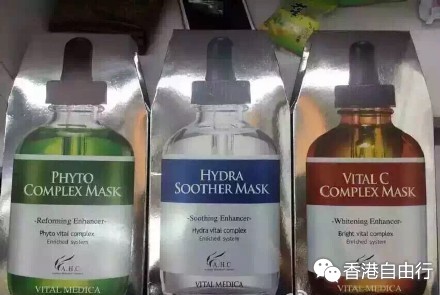 PHYTO
COMPLEX MASK
-Reforming Enhancer-
Phyto vital complex
Enriched system
A.H.C.
VITAL MEDICA
HYDRA
SOOTHER MASK
-Soothing Enhancer-
Hydra vital complex
Enriched system
A.H.C.
VITAL MEDICA
VITAL C
COMPLEX MASK
-Whitening Enhancer-
Bright vital complex
Enriched system
VITAL MEDICA
香港自由行